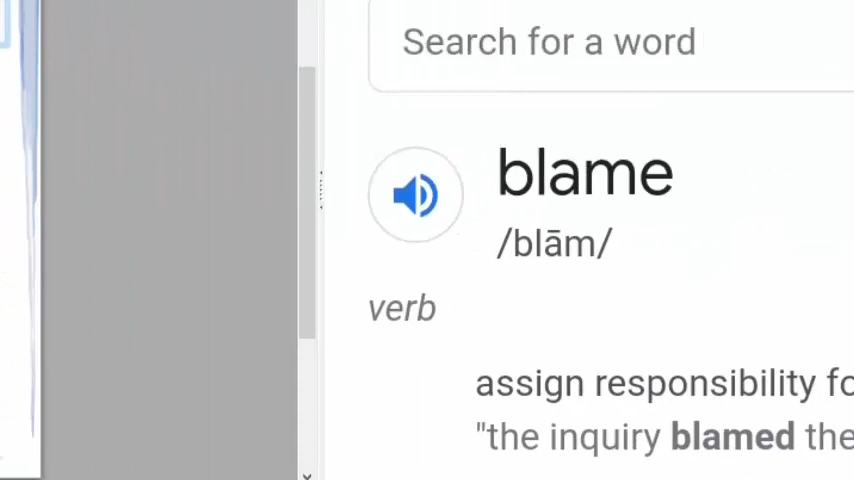 Search for a word
blame
/blām/
verb
assign responsibility fo
"the inquiry blamed the